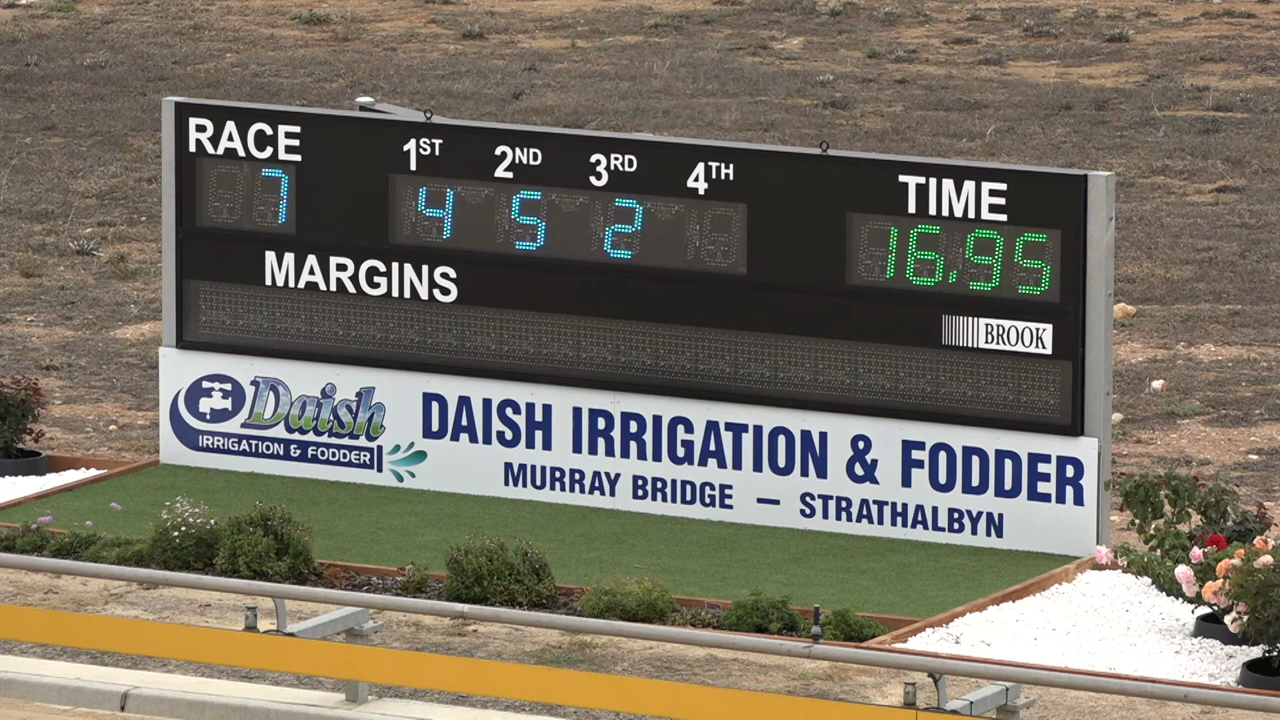 RACE 1ST 2ND 3RD 4TH TIME
7 4 5 2 16.95
MARGINS
BROOK
Daish
IRRIGATION & FODDER
DAISH IRRIGATION & FODDER
MURRAY BRIDGE — STRATHALBYN